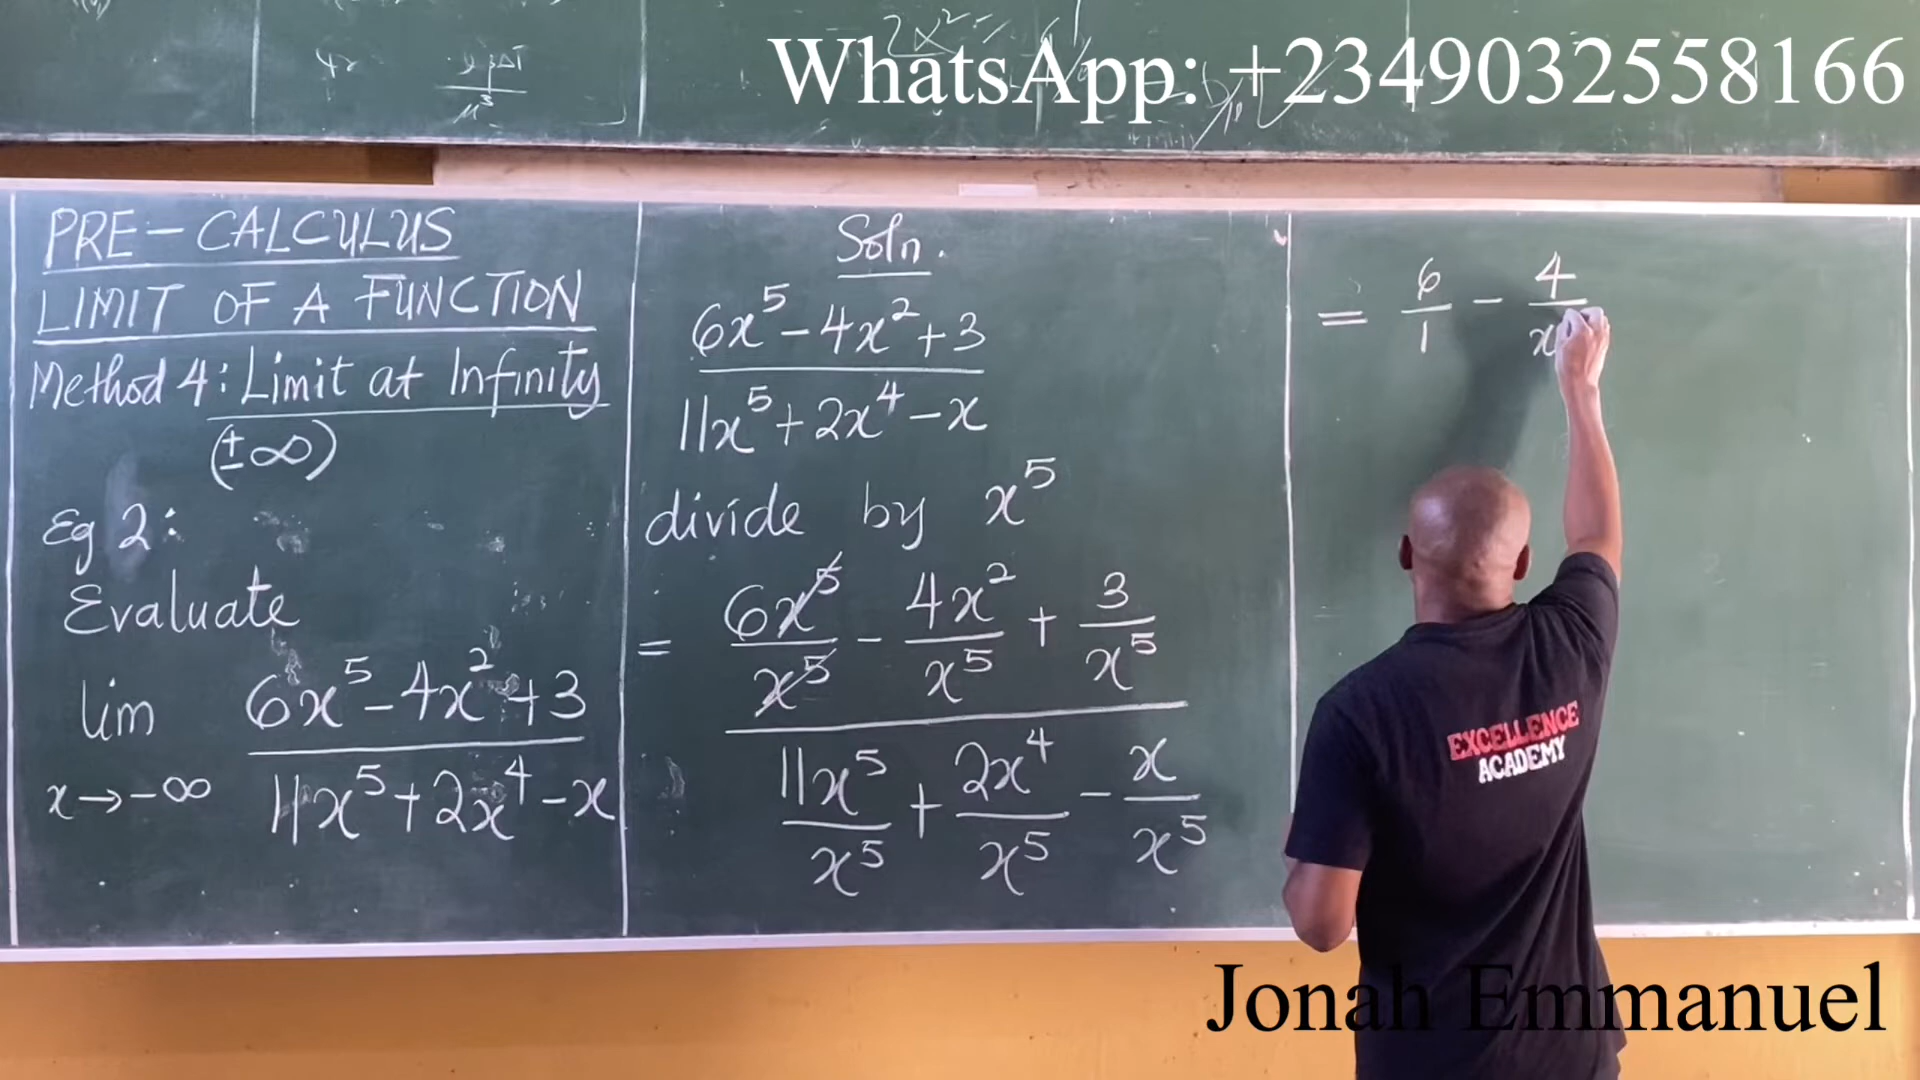 WhatsApp: +2349032558166
PRE-CALCULUS
LIMIT OF A FUNCTION
Method 4: Limit at Infinity
(±∞)
Eg 2:
Evaluate
lim 6x⁵-4x²+3
x→-∞ 11x⁵+2x⁴-x
Soln.
6x⁵-4x²+3
11x⁵+2x⁴-x
divide by x⁵
= 6x⁵/x⁵ - 4x²/x⁵ + 3/x⁵
11x⁵/x⁵ + 2x⁴/x⁵ - x/x⁵
= 6/1 - 4/x
EXCELLENCE
ACADEMY
Jonah Emmanuel